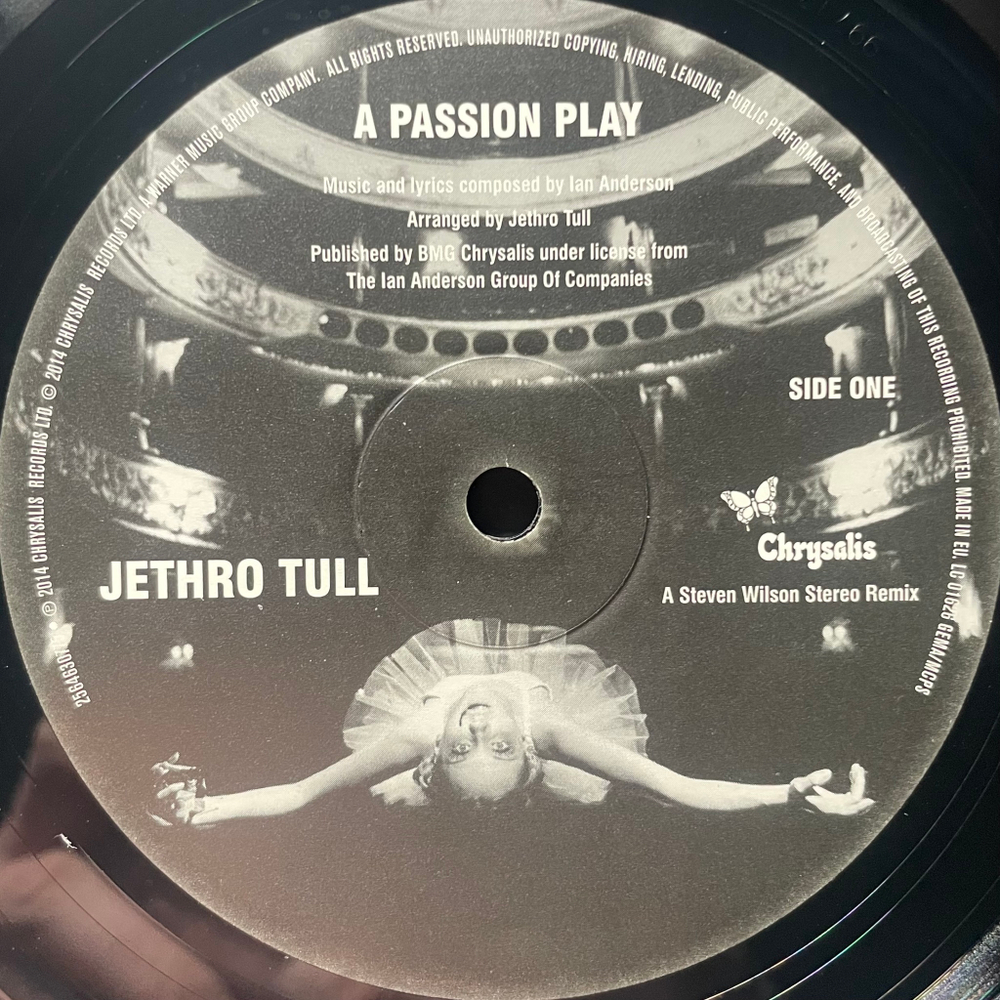 A PASSION PLAY
Music and lyrics composed by Ian Anderson
Arranged by Jethro Tull
Published by BMG Chrysalis under license from
The Ian Anderson Group Of Companies
SIDE ONE
Chrysalis
A Steven Wilson Stereo Remix
JETHRO TULL
℗ 2014 CHRYSALIS RECORDS LTD. © 2014 CHRYSALIS RECORDS LTD. A WARNER MUSIC GROUP COMPANY. ALL RIGHTS RESERVED. UNAUTHORIZED COPYING, HIRING, LENDING, PUBLIC PERFORMANCE, AND BROADCASTING OF THIS RECORDING PROHIBITED. MADE IN EU. LC 01626 GEMA/MCPS